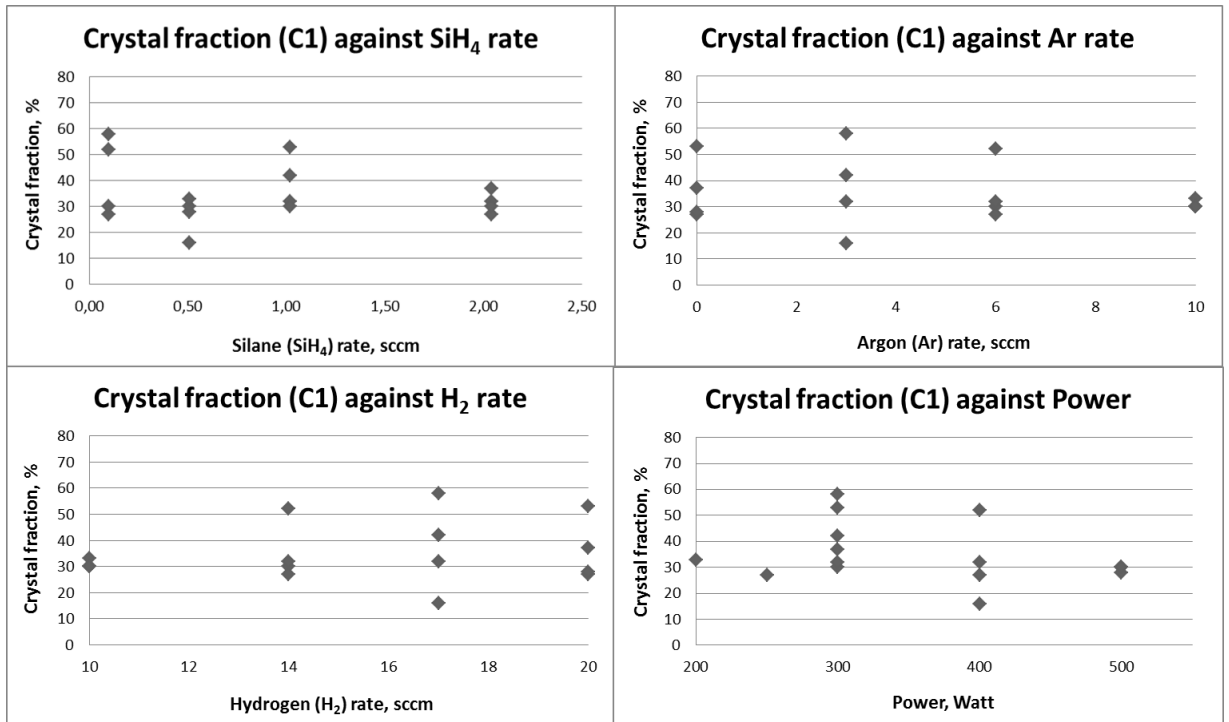 Crystal fraction (C1) against SiH₄ rate
Crystal fraction, %
80
70
60
50
40
30
20
10
0
0,00 0,50 1,00 1,50 2,00 2,50
Silane (SiH₄) rate, sccm
Crystal fraction (C1) against Ar rate
Crystal fraction, %
80
70
60
50
40
30
20
10
0
0 2 4 6 8 10
Argon (Ar) rate, sccm
Crystal fraction (C1) against H₂ rate
Crystal fraction, %
80
70
60
50
40
30
20
10
0
10 12 14 16 18 20
Hydrogen (H₂) rate, sccm
Crystal fraction (C1) against Power
Crystal fraction, %
80
70
60
50
40
30
20
10
0
200 300 400 500
Power, Watt